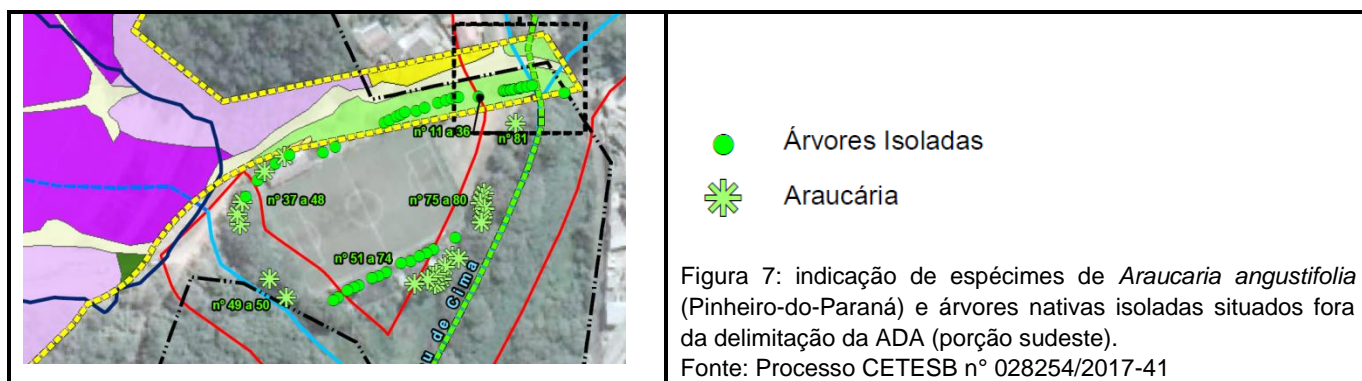 nº 11 a 36
nº 81
nº 37 a 48
nº 75 a 80
nº 51 a 74
nº 49 a 50
u de Cima
Árvores Isoladas
Araucária
Figura 7: indicação de espécimes de Araucaria angustifolia
(Pinheiro-do-Paraná) e árvores nativas isoladas situados fora
da delimitação da ADA (porção sudeste).
Fonte: Processo CETESB n° 028254/2017-41